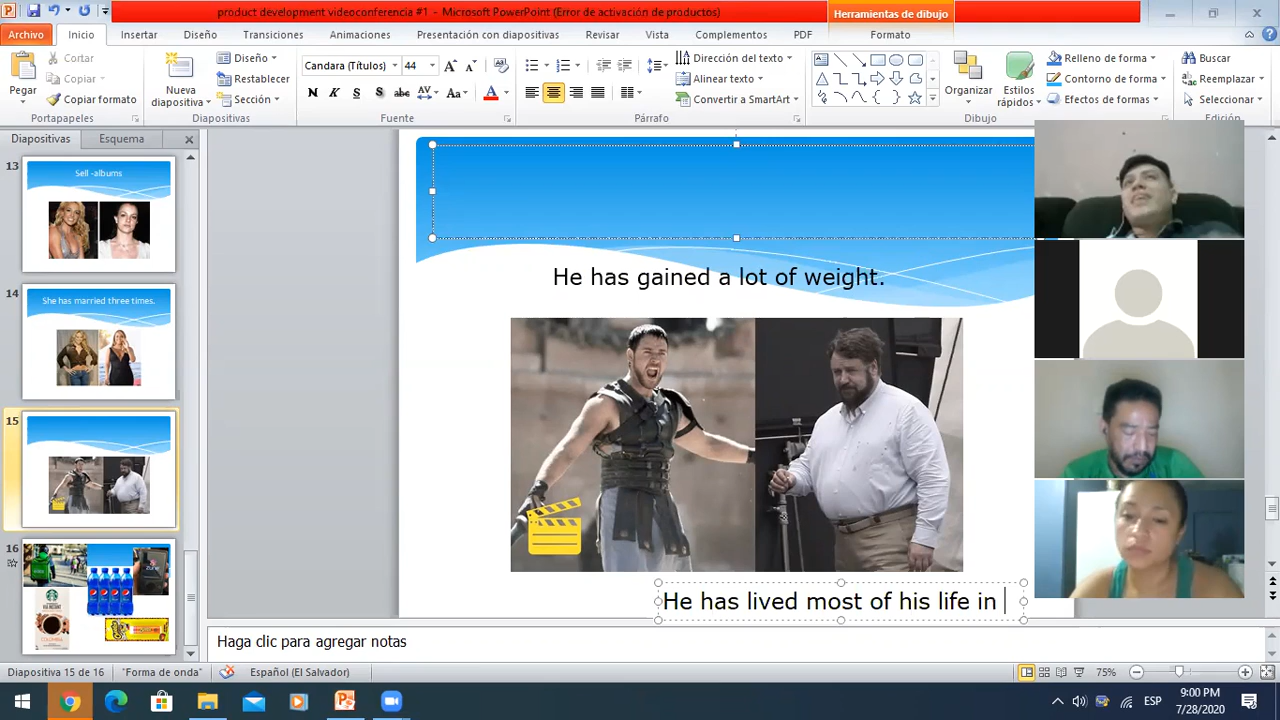 product development videoconferencia #1 - Microsoft PowerPoint (Error de activación de productos)
Herramientas de dibujo
Archivo Inicio Insertar Diseño Transiciones Animaciones Presentación con diapositivas Revisar Vista Complementos PDF Formato
Pegar
Cortar
Copiar
Copiar formato
Portapapeles
Nueva diapositiva
Diseño
Restablecer
Sección
Diapositivas
Candara (Títulos) 44
N K S S abc AV Aa A
Fuente
Dirección del texto
Alinear texto
Convertir a SmartArt
Párrafo
Organizar
Estilos rápidos
Relleno de forma
Contorno de forma
Efectos de formas
Dibujo
Buscar
Reemplazar
Seleccionar
Edición
Diapositivas Esquema
13
Sell -albums
14
She has married three times.
15
16
He has gained a lot of weight.
He has lived most of his life in
Haga clic para agregar notas
Diapositiva 15 de 16 "Forma de onda" Español (El Salvador) 75%
ESP
9:00 PM
7/28/2020